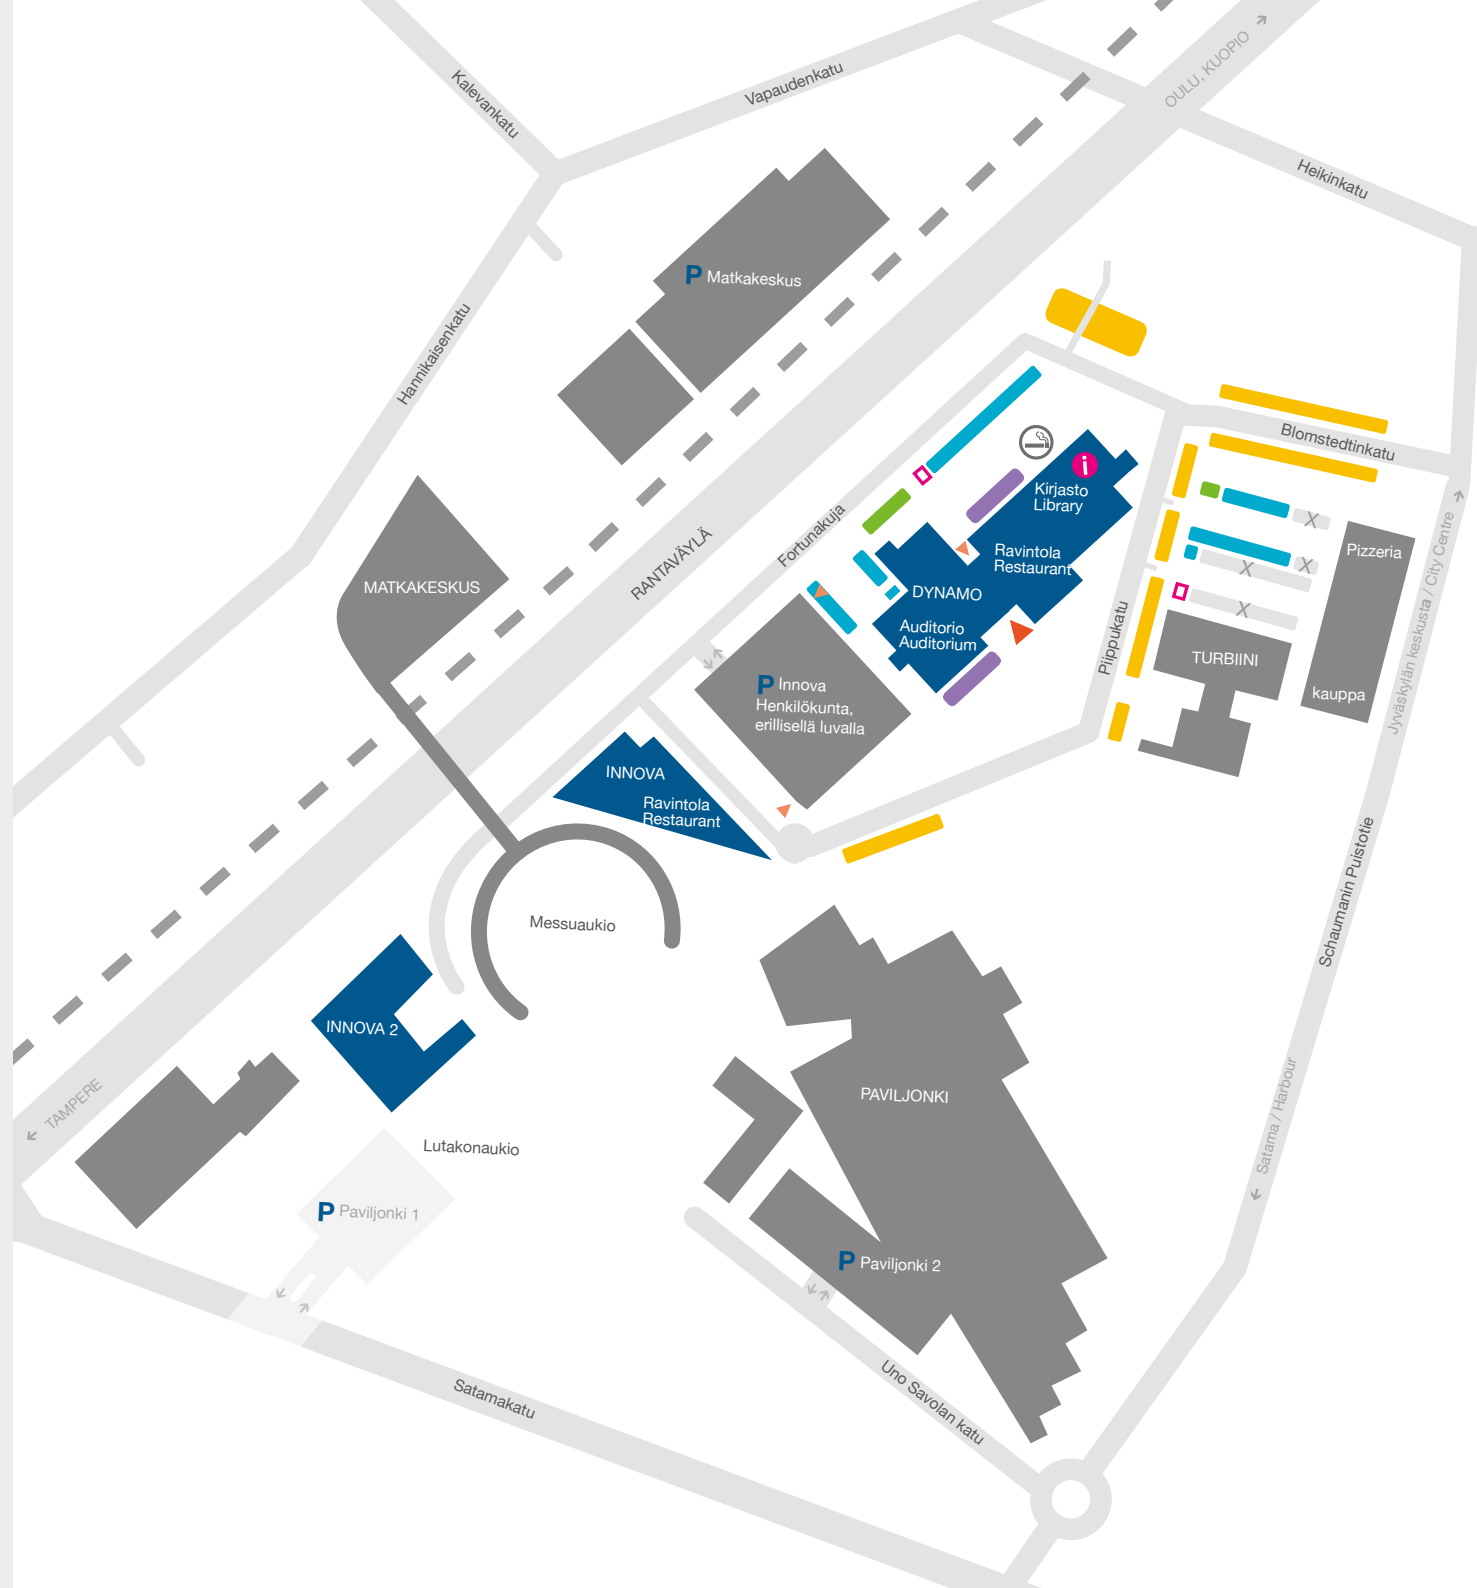 OULU, KUOPIO
Kalevankatu
Vapaudenkatu
Heikinkatu
P Matkakeskus
Hannikaisenkatu
Blomstedtinkatu
i
Kirjasto
Library
Fortunakuja
X
Pizzeria
RANTAVÄYLÄ
Ravintola
Restaurant
X
X
MATKAKESKUS
DYNAMO
X
Auditorio
Auditorium
Piippukatu
Jyväskylän keskusta / City Centre
TURBIINI
P Innova
Henkilökunta,
erillisellä luvalla
kauppa
INNOVA
Ravintola
Restaurant
Schaumanin Puistotie
Messuaukio
INNOVA 2
PAVILJONKI
TAMPERE
Satama / Harbour
Lutakonaukio
P Paviljonki 1
P Paviljonki 2
Satamakatu
Uno Savolan katu